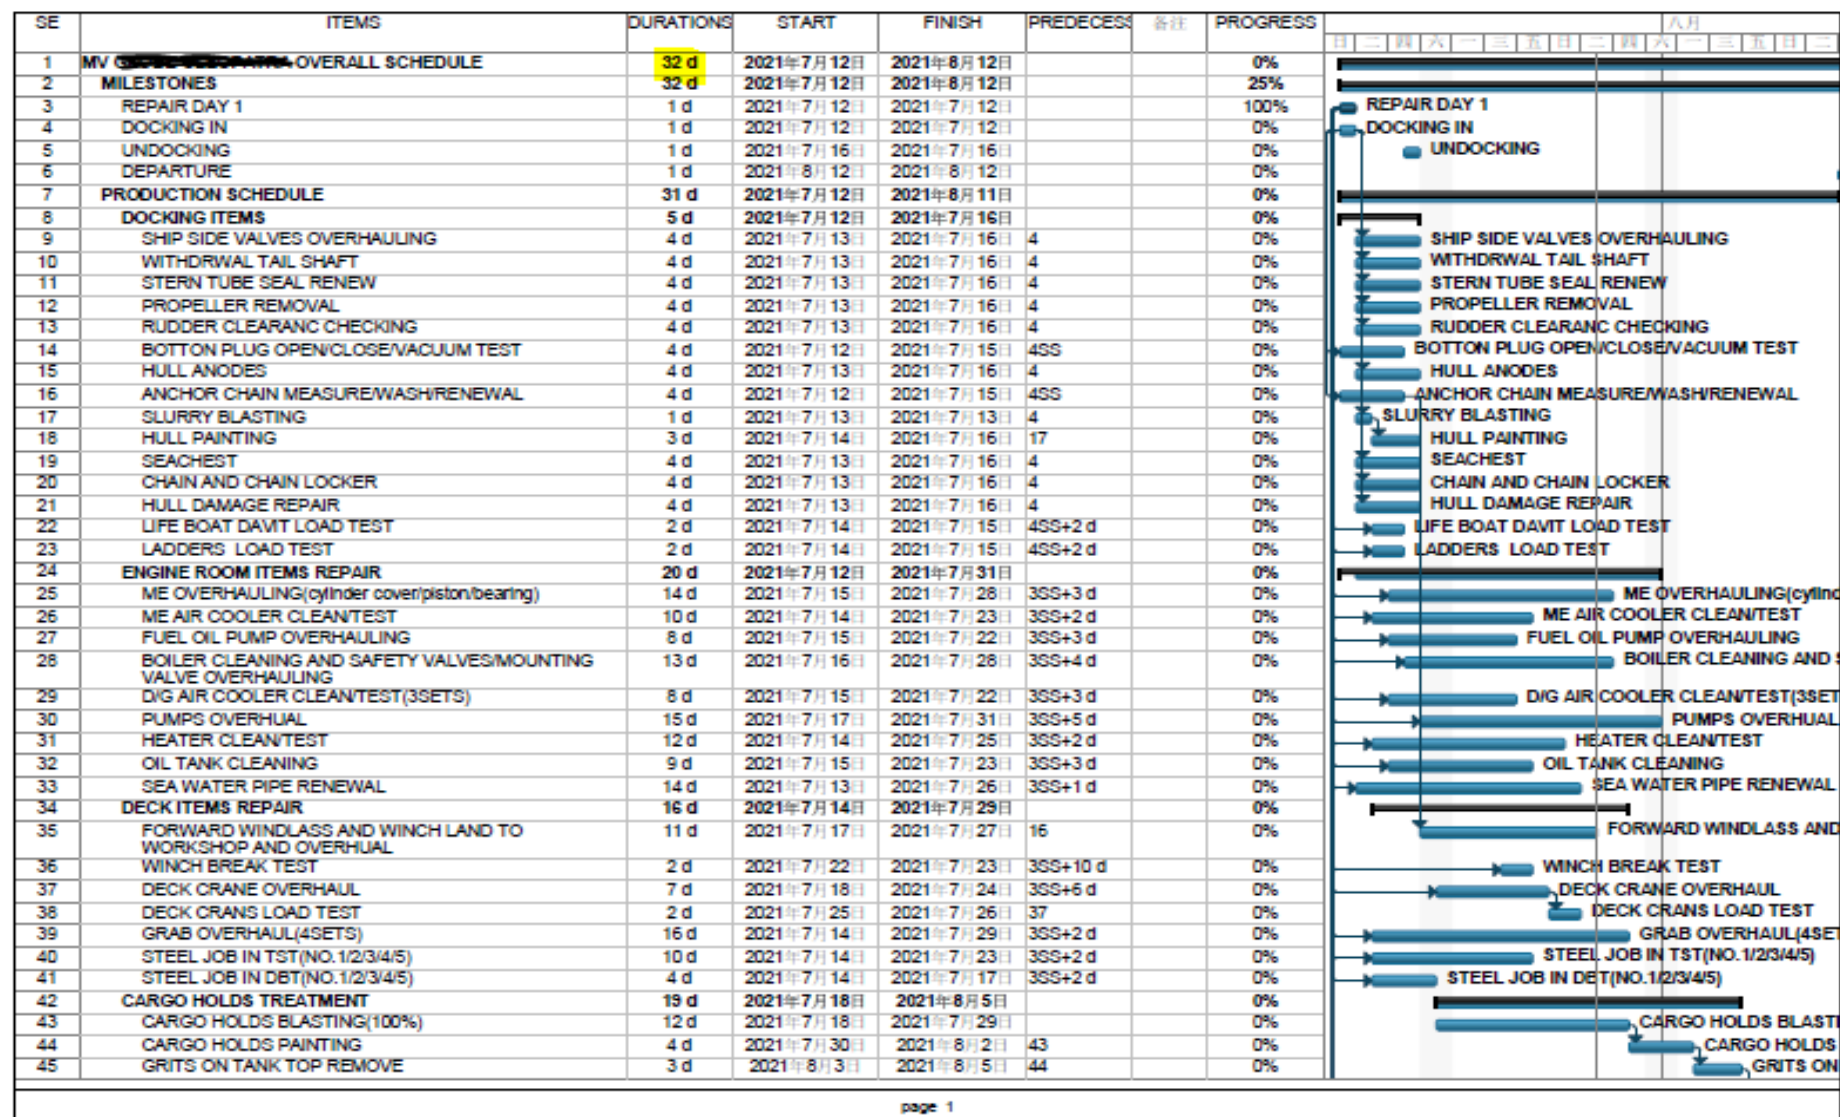 SE ITEMS DURATIONS START FINISH PREDECESS 备注 PROGRESS 八月
日 二 四 六 一 三 五 日 二 四 六 一 三 五 日 二
1 MV OVERALL SCHEDULE 32 d 2021年7月12日 2021年8月12日 0%
2 MILESTONES 32 d 2021年7月12日 2021年8月12日 25%
3 REPAIR DAY 1 1 d 2021年7月12日 2021年7月12日 100% REPAIR DAY 1
4 DOCKING IN 1 d 2021年7月12日 2021年7月12日 0% DOCKING IN
5 UNDOCKING 1 d 2021年7月16日 2021年7月16日 0% UNDOCKING
6 DEPARTURE 1 d 2021年8月12日 2021年8月12日 0%
7 PRODUCTION SCHEDULE 31 d 2021年7月12日 2021年8月11日 0%
8 DOCKING ITEMS 5 d 2021年7月12日 2021年7月16日 0%
9 SHIP SIDE VALVES OVERHAULING 4 d 2021年7月13日 2021年7月16日 4 0% SHIP SIDE VALVES OVERHAULING
10 WITHDRWAL TAIL SHAFT 4 d 2021年7月13日 2021年7月16日 4 0% WITHDRWAL TAIL SHAFT
11 STERN TUBE SEAL RENEW 4 d 2021年7月13日 2021年7月16日 4 0% STERN TUBE SEAL RENEW
12 PROPELLER REMOVAL 4 d 2021年7月13日 2021年7月16日 4 0% PROPELLER REMOVAL
13 RUDDER CLEARANC CHECKING 4 d 2021年7月13日 2021年7月16日 4 0% RUDDER CLEARANC CHECKING
14 BOTTON PLUG OPEN/CLOSE/VACUUM TEST 4 d 2021年7月12日 2021年7月15日 4SS 0% BOTTON PLUG OPEN/CLOSE/VACUUM TEST
15 HULL ANODES 4 d 2021年7月13日 2021年7月16日 4 0% HULL ANODES
16 ANCHOR CHAIN MEASURE/WASH/RENEWAL 4 d 2021年7月12日 2021年7月15日 4SS 0% ANCHOR CHAIN MEASURE/WASH/RENEWAL
17 SLURRY BLASTING 1 d 2021年7月13日 2021年7月13日 4 0% SLURRY BLASTING
18 HULL PAINTING 3 d 2021年7月14日 2021年7月16日 17 0% HULL PAINTING
19 SEACHEST 4 d 2021年7月13日 2021年7月16日 4 0% SEACHEST
20 CHAIN AND CHAIN LOCKER 4 d 2021年7月13日 2021年7月16日 4 0% CHAIN AND CHAIN LOCKER
21 HULL DAMAGE REPAIR 4 d 2021年7月13日 2021年7月16日 4 0% HULL DAMAGE REPAIR
22 LIFE BOAT DAVIT LOAD TEST 2 d 2021年7月14日 2021年7月15日 4SS+2 d 0% LIFE BOAT DAVIT LOAD TEST
23 LADDERS LOAD TEST 2 d 2021年7月14日 2021年7月15日 4SS+2 d 0% LADDERS LOAD TEST
24 ENGINE ROOM ITEMS REPAIR 20 d 2021年7月12日 2021年7月31日 0%
25 ME OVERHAULING(cylinder cover/piston/bearing) 14 d 2021年7月15日 2021年7月28日 3SS+3 d 0% ME OVERHAULING(cylind
26 ME AIR COOLER CLEAN/TEST 10 d 2021年7月14日 2021年7月23日 3SS+2 d 0% ME AIR COOLER CLEAN/TEST
27 FUEL OIL PUMP OVERHAULING 8 d 2021年7月15日 2021年7月22日 3SS+3 d 0% FUEL OIL PUMP OVERHAULING
28 BOILER CLEANING AND SAFETY VALVES/MOUNTING 13 d 2021年7月16日 2021年7月28日 3SS+4 d 0% BOILER CLEANING AND S
VALVE OVERHAULING
29 D/G AIR COOLER CLEAN/TEST(3SETS) 8 d 2021年7月15日 2021年7月22日 3SS+3 d 0% D/G AIR COOLER CLEAN/TEST(3SET
30 PUMPS OVERHUAL 15 d 2021年7月17日 2021年7月31日 3SS+5 d 0% PUMPS OVERHUAL
31 HEATER CLEAN/TEST 12 d 2021年7月14日 2021年7月25日 3SS+2 d 0% HEATER CLEAN/TEST
32 OIL TANK CLEANING 9 d 2021年7月15日 2021年7月23日 3SS+3 d 0% OIL TANK CLEANING
33 SEA WATER PIPE RENEWAL 14 d 2021年7月13日 2021年7月26日 3SS+1 d 0% SEA WATER PIPE RENEWAL
34 DECK ITEMS REPAIR 16 d 2021年7月14日 2021年7月29日 0%
35 FORWARD WINDLASS AND WINCH LAND TO 11 d 2021年7月17日 2021年7月27日 16 0% FORWARD WINDLASS AND
WORKSHOP AND OVERHUAL
36 WINCH BREAK TEST 2 d 2021年7月22日 2021年7月23日 3SS+10 d 0% WINCH BREAK TEST
37 DECK CRANE OVERHAUL 7 d 2021年7月18日 2021年7月24日 3SS+6 d 0% DECK CRANE OVERHAUL
38 DECK CRANS LOAD TEST 2 d 2021年7月25日 2021年7月26日 37 0% DECK CRANS LOAD TEST
39 GRAB OVERHAUL(4SETS) 16 d 2021年7月14日 2021年7月29日 3SS+2 d 0% GRAB OVERHAUL(4SET
40 STEEL JOB IN TST(NO.1/2/3/4/5) 10 d 2021年7月14日 2021年7月23日 3SS+2 d 0% STEEL JOB IN TST(NO.1/2/3/4/5)
41 STEEL JOB IN DBT(NO.1/2/3/4/5) 4 d 2021年7月14日 2021年7月17日 3SS+2 d 0% STEEL JOB IN DBT(NO.1/2/3/4/5)
42 CARGO HOLDS TREATMENT 19 d 2021年7月18日 2021年8月5日 0%
43 CARGO HOLDS BLASTING(100%) 12 d 2021年7月18日 2021年7月29日 0% CARGO HOLDS BLASTI
44 CARGO HOLDS PAINTING 4 d 2021年7月30日 2021年8月2日 43 0% CARGO HOLDS
45 GRITS ON TANK TOP REMOVE 3 d 2021年8月3日 2021年8月5日 44 0% GRITS ON
page 1